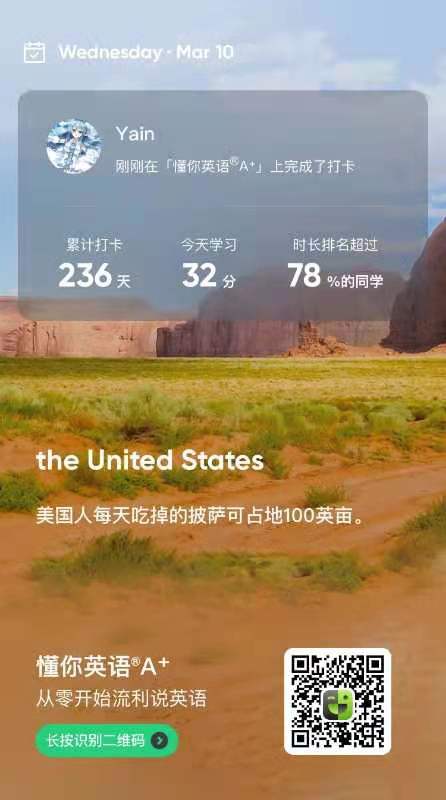 Wednesday · Mar 10
Yain
刚刚在「懂你英语®A⁺」上完成了打卡
累计打卡 今天学习 时长排名超过
236 天 32 分 78 %的同学
the United States
美国人每天吃掉的披萨可占地100英亩。
懂你英语®A⁺
从零开始流利说英语
长按识别二维码